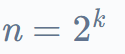 n = 2^k